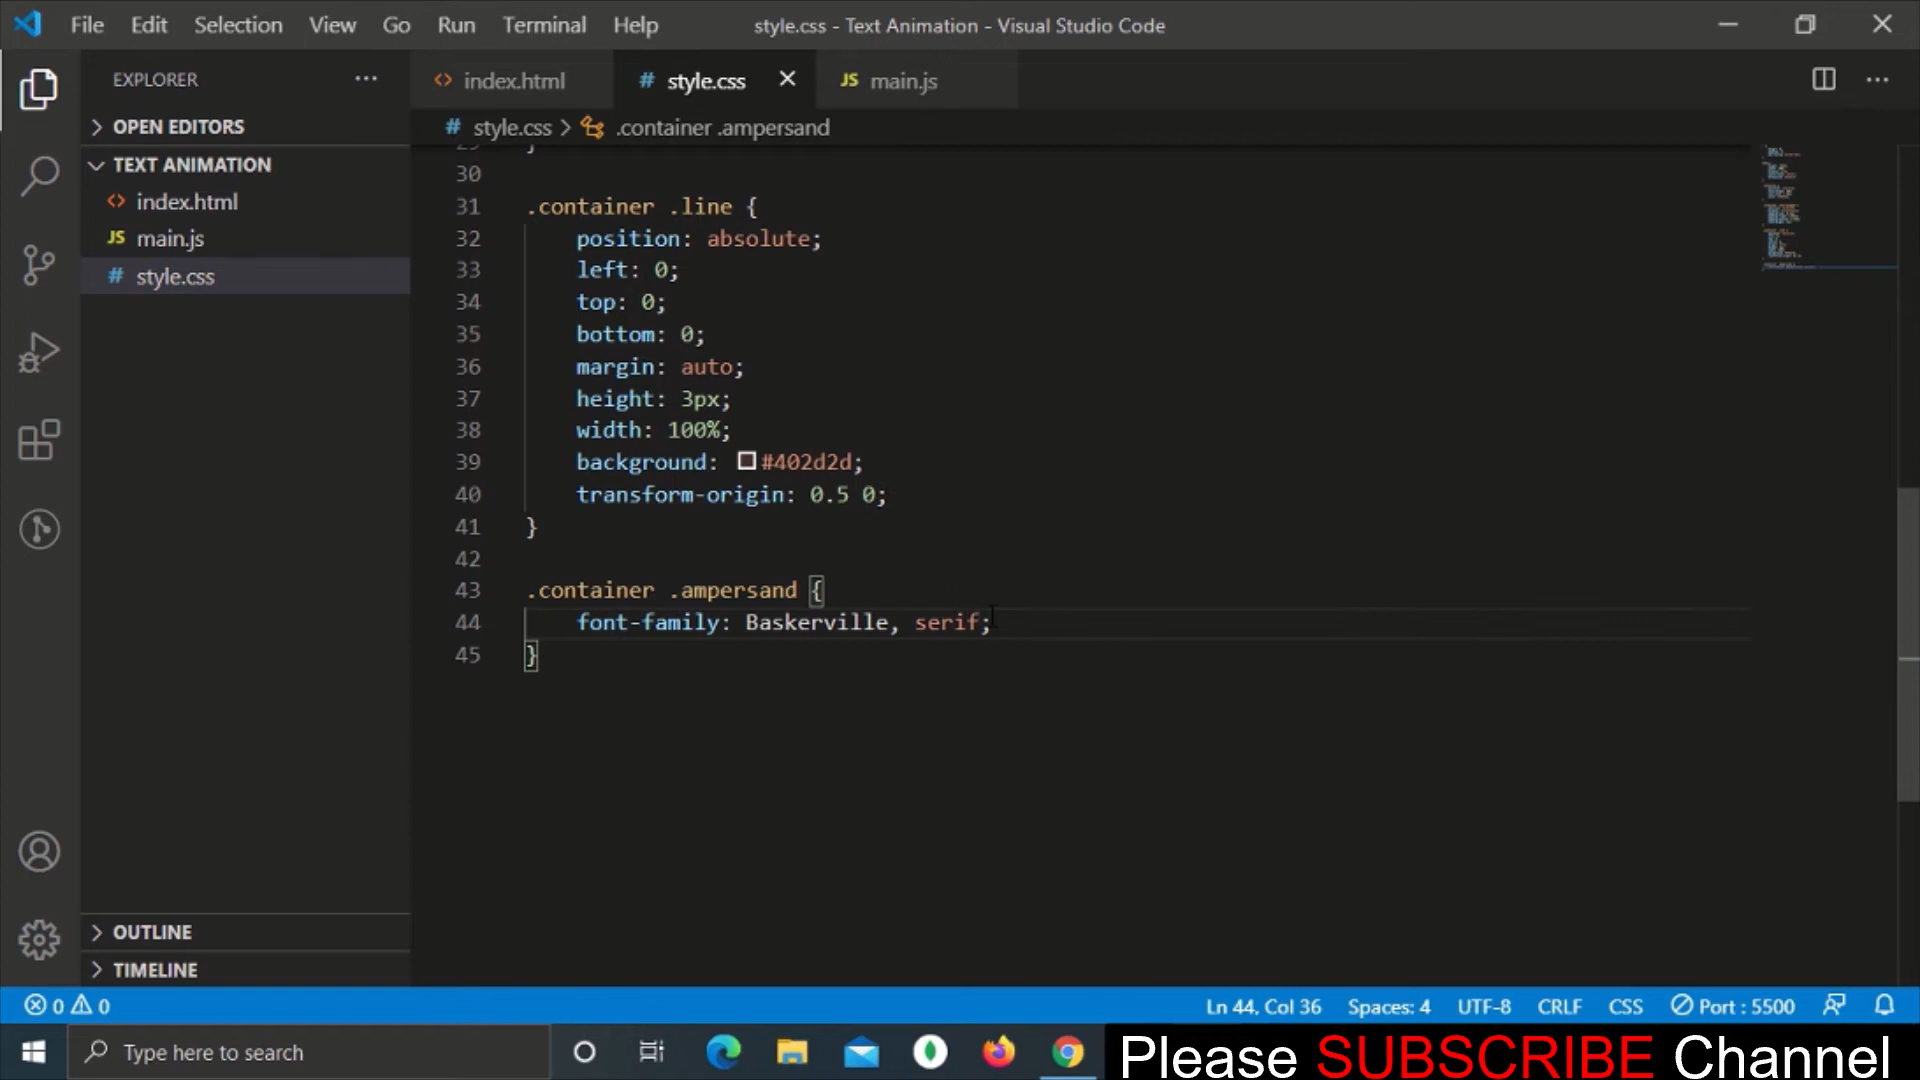 File Edit Selection View Go Run Terminal Help style.css - Text Animation - Visual Studio Code
EXPLORER
index.html
style.css
JS main.js
OPEN EDITORS
# style.css > .container .ampersand
TEXT ANIMATION
<> index.html
JS main.js
# style.css
30
31 .container .line {
32 position: absolute;
33 left: 0;
34 top: 0;
35 bottom: 0;
36 margin: auto;
37 height: 3px;
38 width: 100%;
39 background: #402d2d;
40 transform-origin: 0.5 0;
41 }
42
43 .container .ampersand {
44 font-family: Baskerville, serif;
45 }
OUTLINE
TIMELINE
0 0 Ln 44, Col 36 Spaces: 4 UTF-8 CRLF CSS Port : 5500
Type here to search
Please SUBSCRIBE Channel